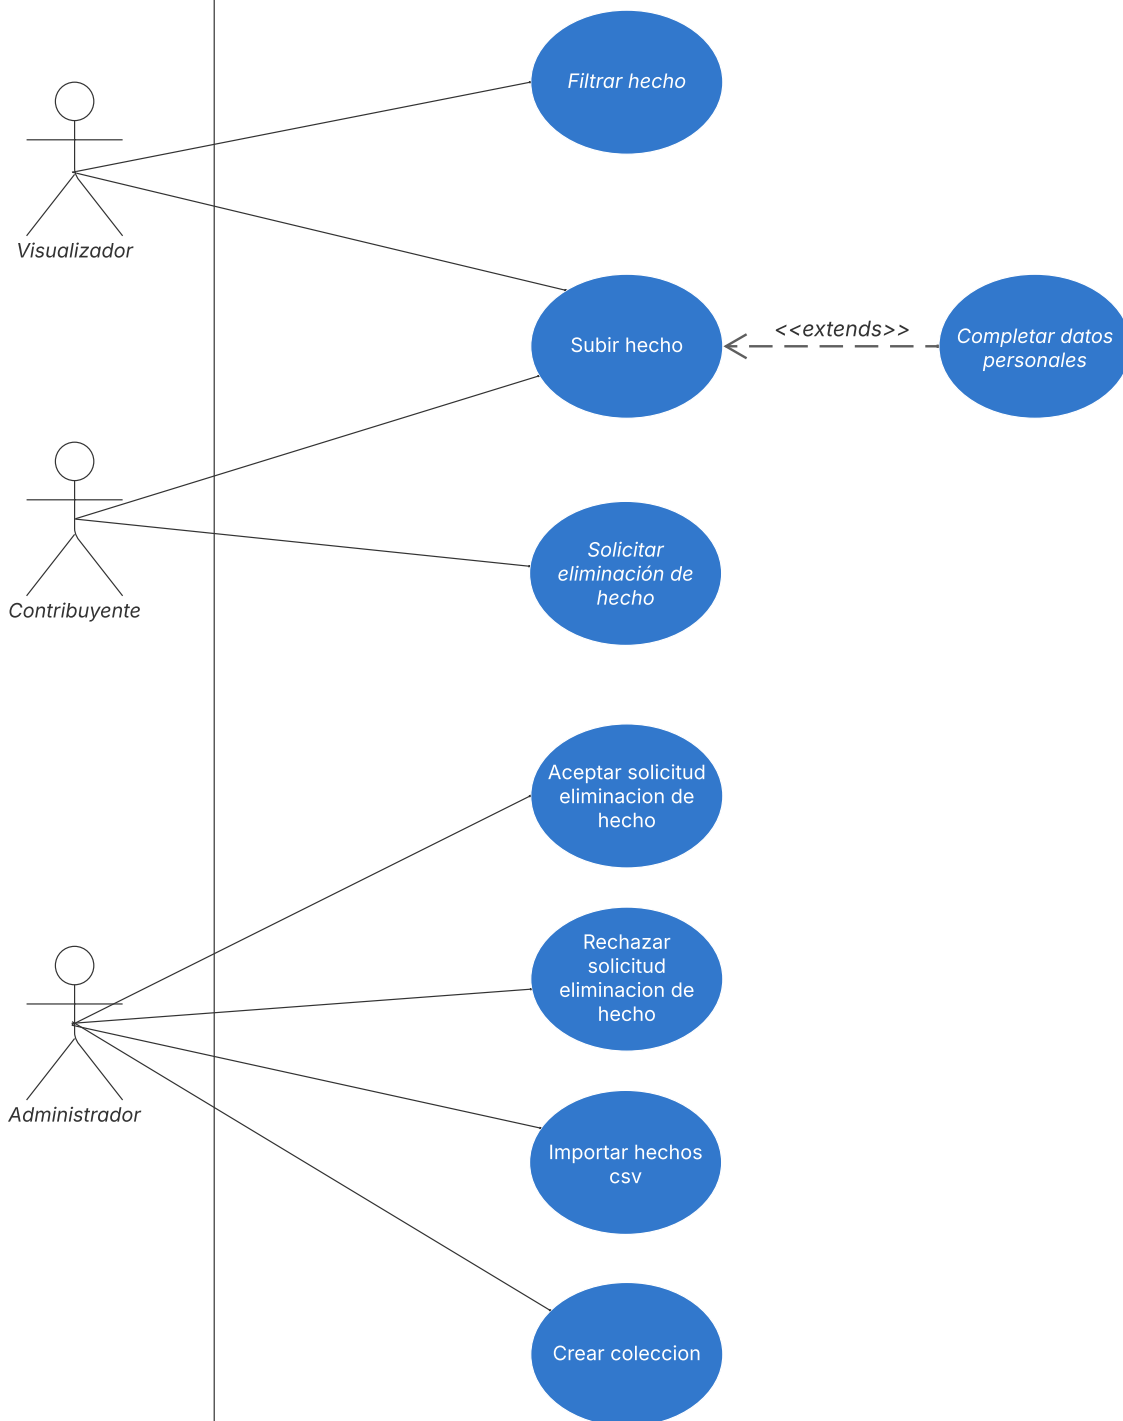 Filtrar hecho
Visualizador
Subir hecho
<<extends>>
Completar datos
personales
Contribuyente
Solicitar
eliminación de
hecho
Aceptar solicitud
eliminacion de
hecho
Rechazar
solicitud
eliminacion de
hecho
Administrador
Importar hechos
csv
Crear coleccion